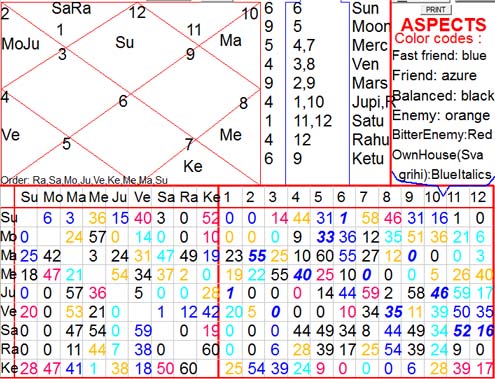 SaRa
2
12
10
MoJu
1
11
Su
Ma
3
9
4
6
8
Ve
5
7
Me
Ke
Order: Ra,Sa,Mo,Ju,Ve,Ke,Me,Ma,Su
6 6 Sun
9 5 Moon
5 4,7 Merc
4 3,8 Ven
9 2,9 Mars
4 1,10 Jupi,R
1 11,12 Satu
4 12 Rahu
6 9 Ketu
PRINT
ASPECTS
Color codes :
Fast friend: blue
Friend: azure
Balanced: black
Enemy: orange
BitterEnemy:Red
OwnHouse(Sva
grihi):BlueItalics
Su Mo Ma Me Ju Ve Sa Ra Ke 1 2 3 4 5 6 7 8 9 10 11 12
Su 6 3 36 15 40 3 0 52 0 0 14 44 31 1 58 46 31 16 1 0
Mo 0 24 57 0 14 0 0 10 0 0 9 5 33 36 12 35 51 36 21 6
Ma 25 42 3 24 31 47 49 19 23 55 25 10 60 55 27 12 0 0 0 3
Me 18 47 21 54 34 37 2 0 19 22 55 40 25 10 0 0 0 5 26 40
Ju 0 0 57 36 5 0 0 28 1 0 0 0 14 44 59 2 58 46 59 17
Ve 20 0 53 21 0 1 12 42 20 3 0 0 0 10 34 35 11 39 50 35
Sa 0 0 47 54 0 59 0 19 0 0 0 44 49 34 8 44 49 34 52 16
Ra 0 0 11 44 7 38 0 60 0 0 6 28 39 17 25 54 39 24 9 0
Ke 28 47 41 1 38 18 50 60 25 54 39 24 9 0 0 6 28 39 17